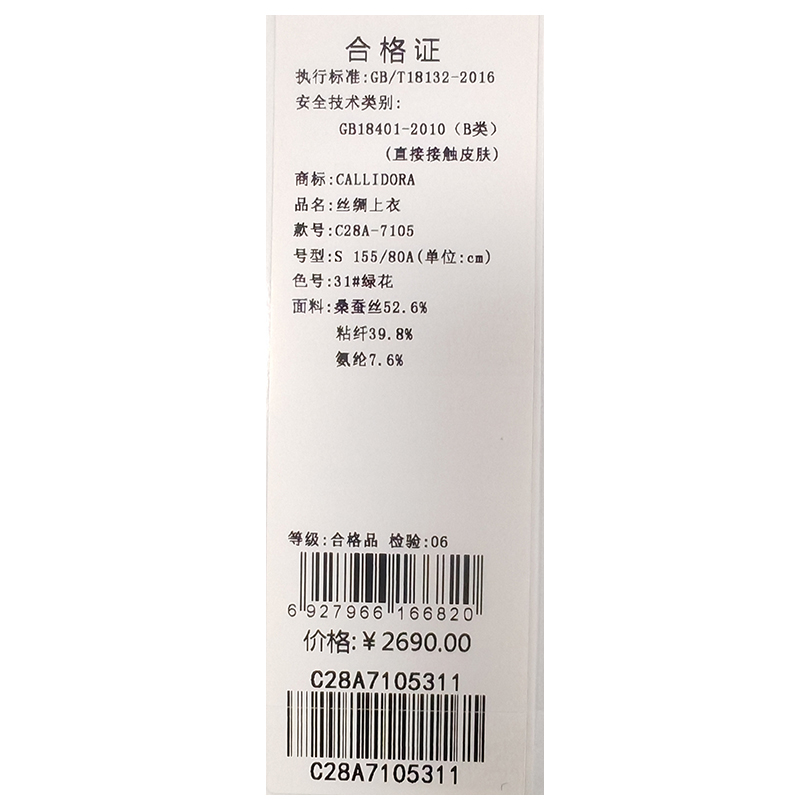 合格证
执行标准:GB/T18132-2016
安全技术类别:
GB18401-2010（B类）
(直接接触皮肤)
商标:CALLIDORA
品名:丝绸上衣
款号:C28A-7105
号型:S 155/80A(单位:cm)
色号:31#绿花
面料:桑蚕丝52.6%
粘纤39.8%
氨纶7.6%
等级:合格品 检验:06
6 927966 166820
价格:￥2690.00
C28A7105311
C28A7105311